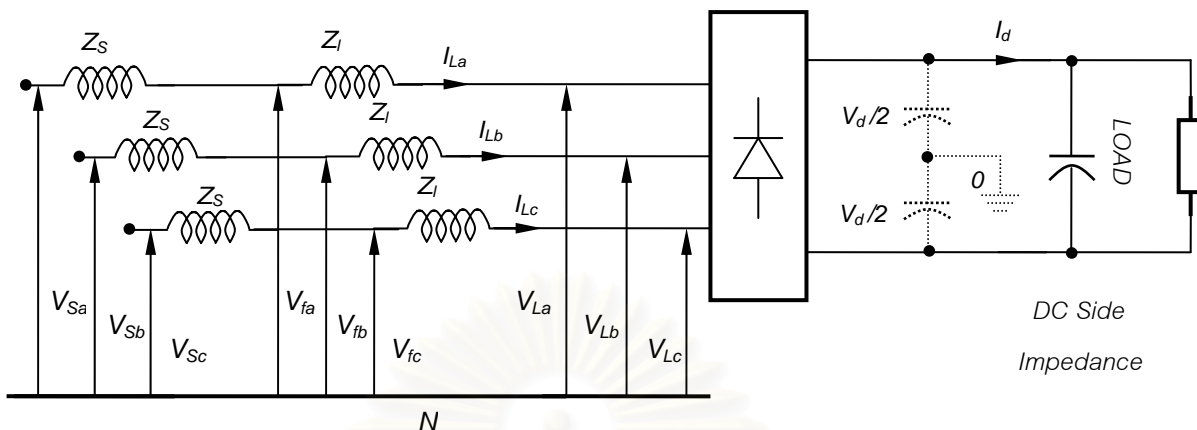 Z_S
Z_l
I_La
I_d
Z_S
Z_l
I_Lb
V_d/2
LOAD
Z_S
Z_l
I_Lc
0
V_d/2
V_Sa
V_Sb
V_Sc
V_fa
V_fb
V_fc
V_La
V_Lb
V_Lc
DC Side
Impedance
N